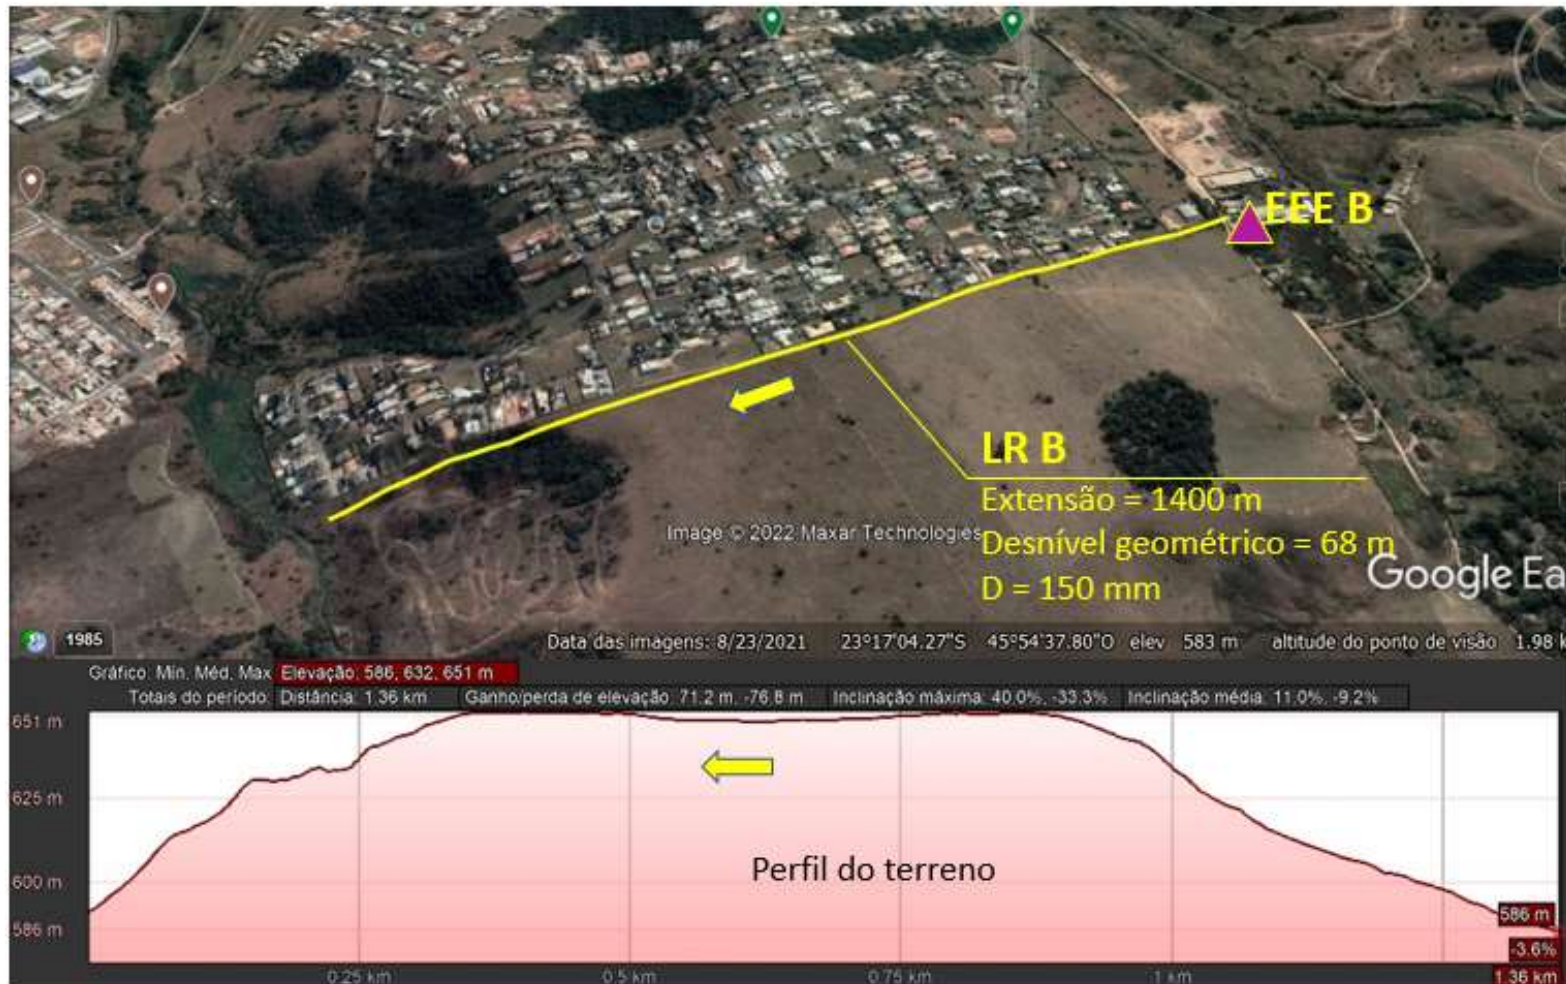 EEE B
LR B
Extensão = 1400 m
Desnível geométrico = 68 m
D = 150 mm
Image © 2022 Maxar Technologies
Google Ea
1985
Data das imagens: 8/23/2021 23°17'04.27"S 45°54'37.80"O elev 583 m altitude do ponto de visão 1.98 k
Gráfico: Mín. Méd. Máx Elevação: 586, 632, 651 m
Totais do período: Distância: 1.36 km Ganho/perda de elevação: 71.2 m, -76.8 m Inclinação máxima: 40.0%, -33.3% Inclinação média: 11.0%, -9.2%
651 m
625 m
Perfil do terreno
600 m
586 m
586 m
-3.6%
0.25 km 0.5 km 0.75 km 1 km 1.36 km